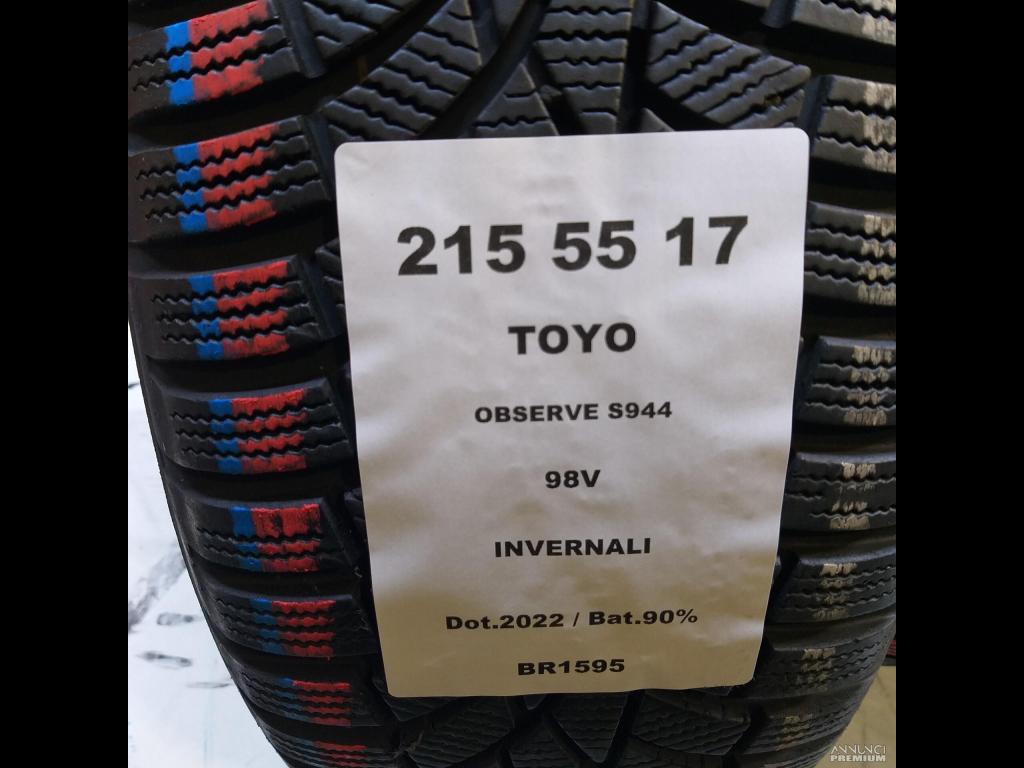 215 55 17
TOYO
OBSERVE S944
98V
INVERNALI
Dot.2022 / Bat.90%
BR1595
ANNUNCI
PREMIUM